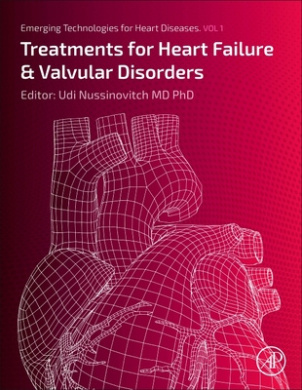 Emerging Technologies for Heart Diseases. VOL 1
Treatments for Heart Failure
& Valvular Disorders
Editor: Udi Nussinovitch MD PhD